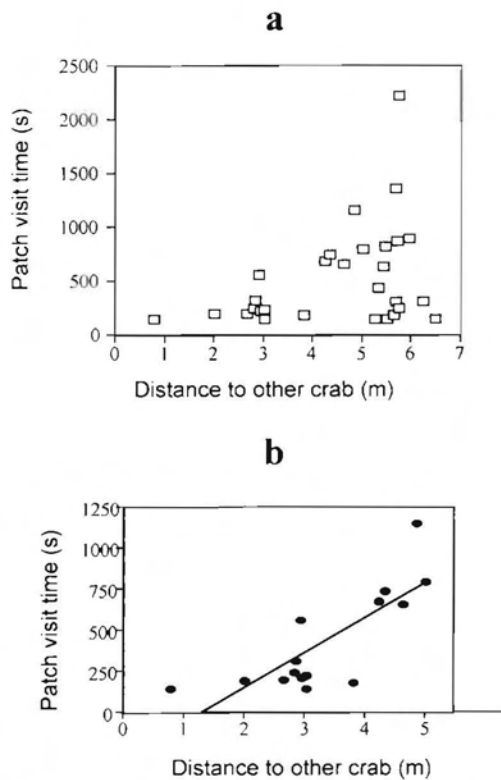 a
2500
2000
1500
1000
500
0
Patch visit time (s)
0 1 2 3 4 5 6 7
Distance to other crab (m)
b
1250
1000
750
500
250
0
Patch visit time (s)
0 1 2 3 4 5
Distance to other crab (m)